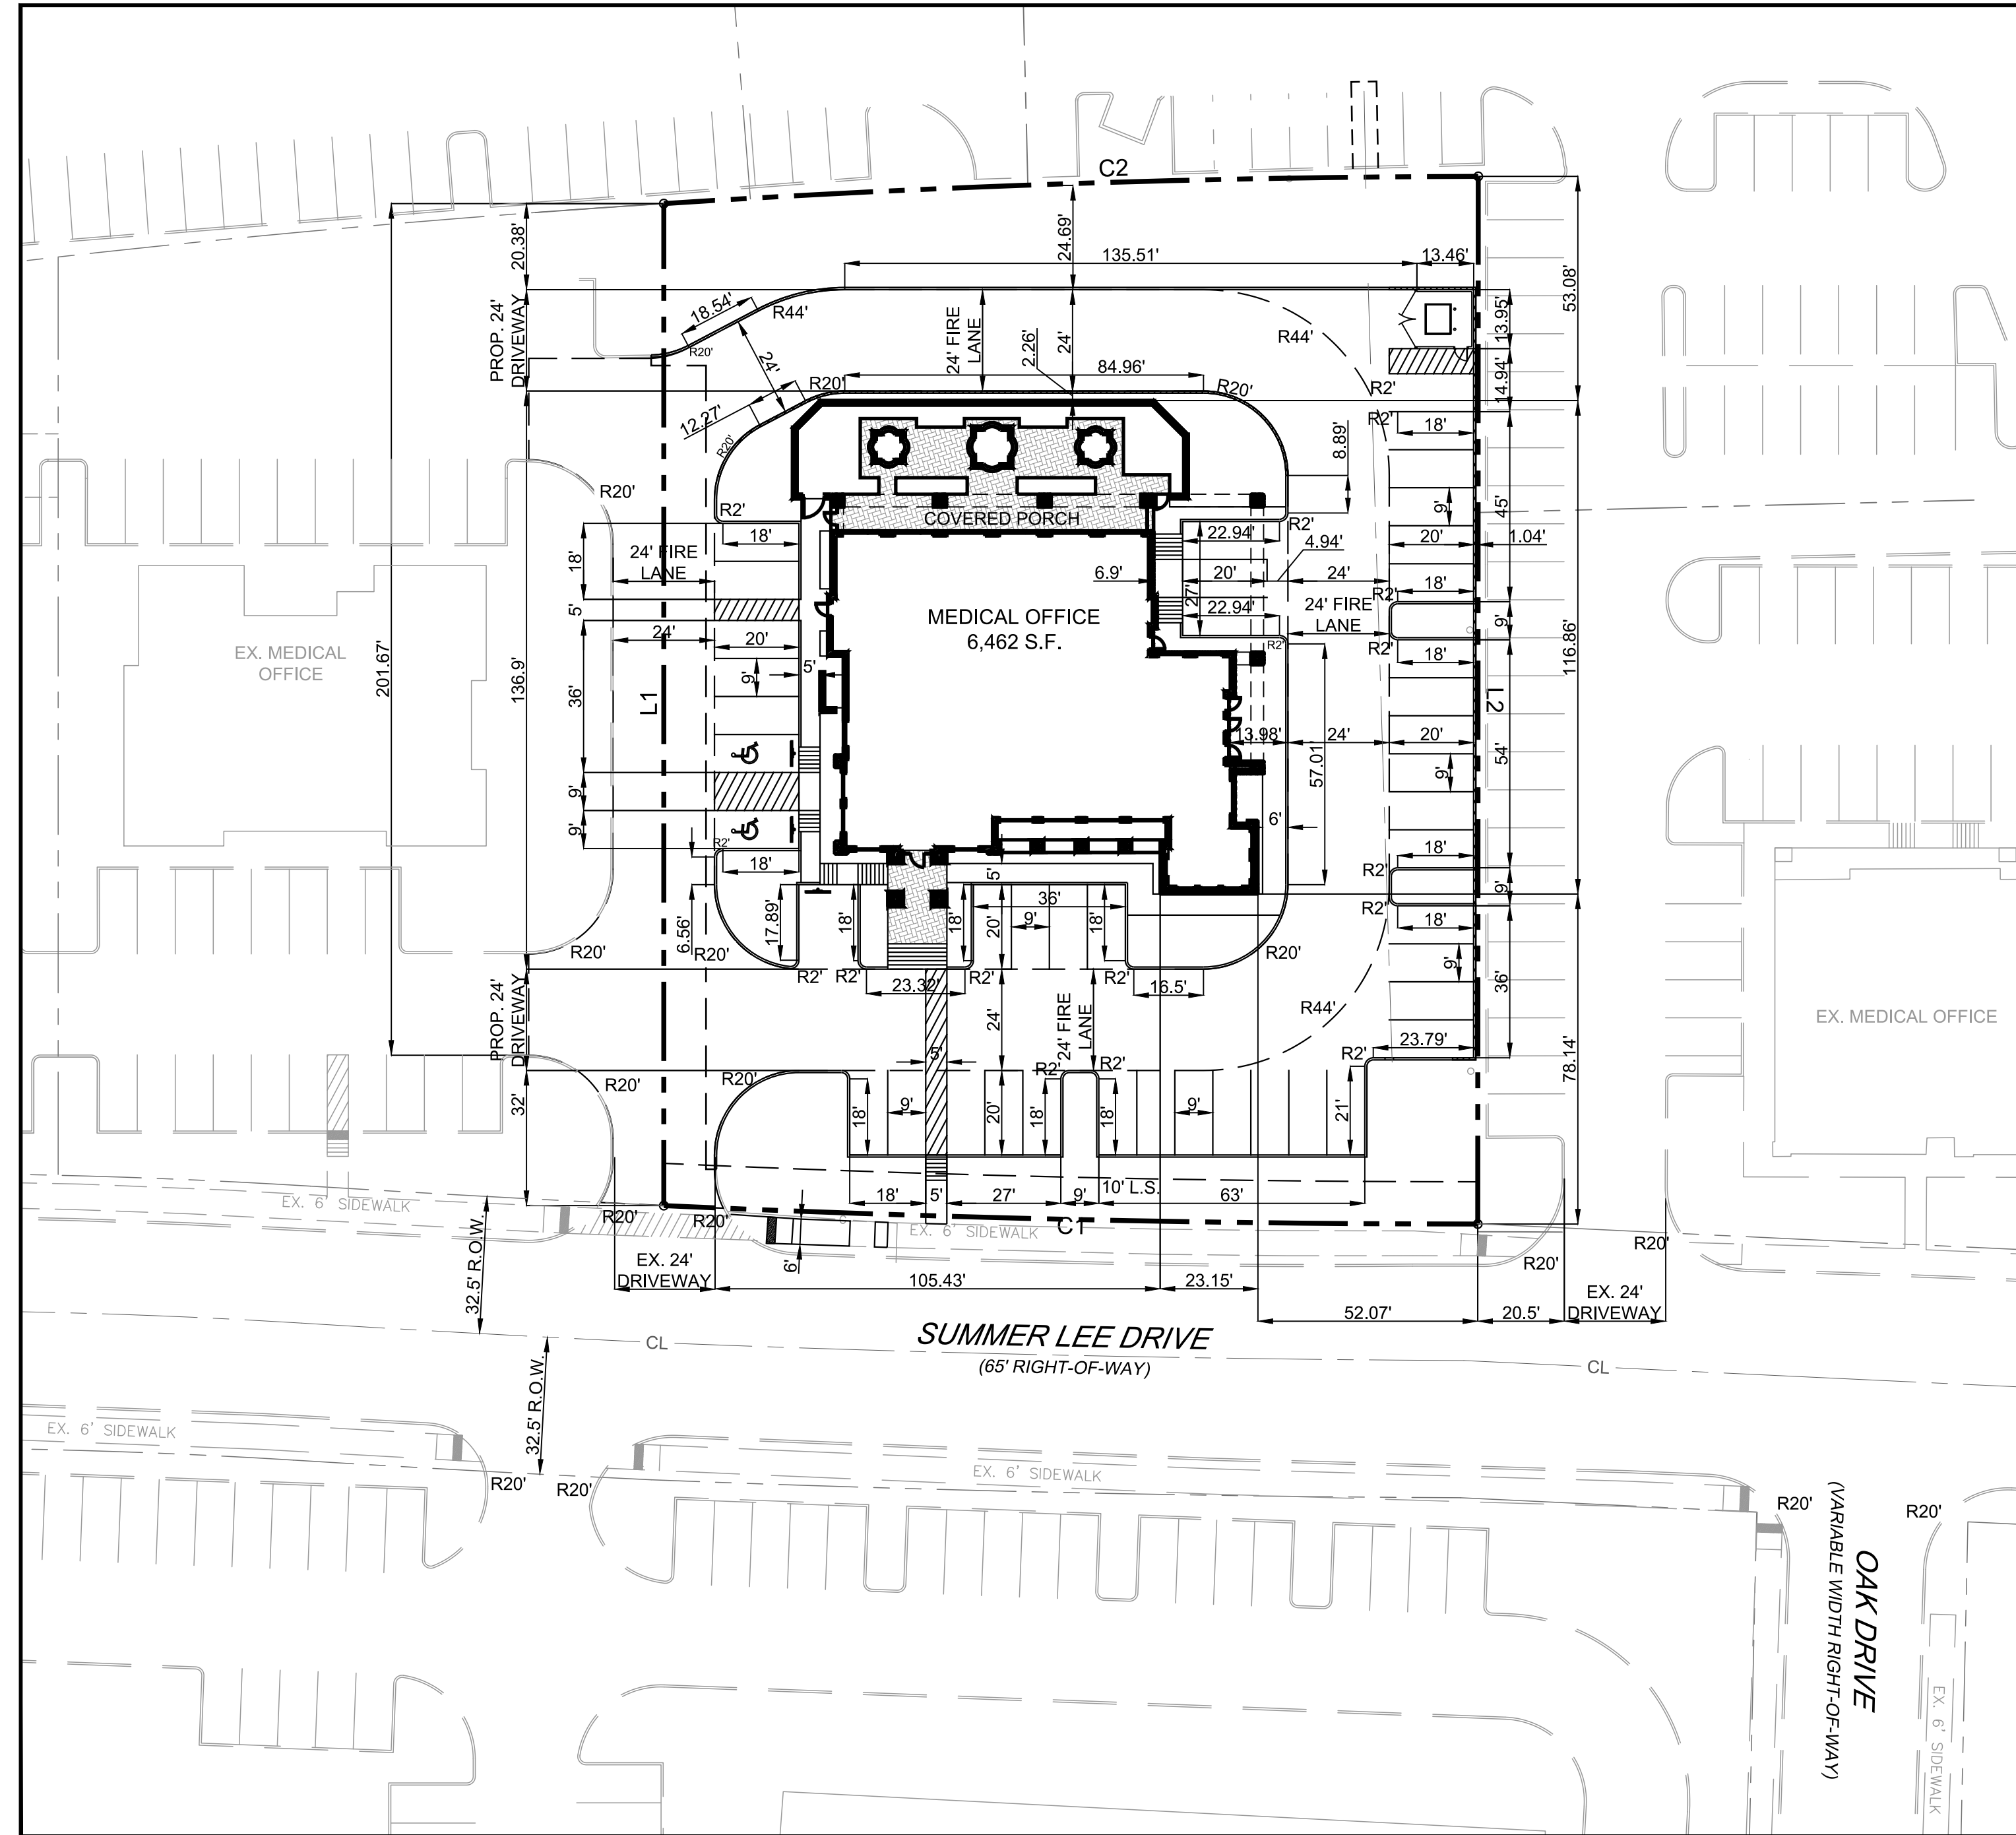 C2
20.38'
24.69'
135.51'
13.46'
53.08'
PROP. 24'
DRIVEWAY
18.54'
R44'
R20'
24'
24' FIRE
LANE
2.26'
24'
R44'
13.95'
14.94'
84.96'
R20'
R20'
R2'
R2'
12.27'
R20'
18'
8.89'
R20'
R2'
18'
COVERED PORCH
R2'
22.94'
4.94'
9'
45'
18'
24' FIRE
LANE
20'
1.04'
6.9'
20'
24'
18'
5'
27'
22.94'
24' FIRE
LANE
R2'
9'
MEDICAL OFFICE
6,462 S.F.
24'
20'
R2'
R2'
18'
EX. MEDICAL
OFFICE
201.67'
136.9'
5'
9'
36'
L1
L2
116.86'
13.98'
24'
20'
57.01'
54'
9'
9'
9'
6'
R2'
18'
18'
R2'
9'
R2'
18'
5'
36'
9'
6.56'
17.89'
18'
18'
20'
18'
R20'
R20'
R20'
R2'
R2'
R2'
R2'
23.32'
16.5'
9'
36'
PROP. 24'
DRIVEWAY
24'
24' FIRE
LANE
R44'
23.79'
EX. MEDICAL OFFICE
5'
R2'
R2'
R2'
R20'
R20'
32'
18'
9'
20'
18'
18'
9'
21'
78.14'
10' L.S.
18'
5'
27'
9'
63'
EX. 6' SIDEWALK
R20'
R20'
C1
EX. 6' SIDEWALK
32.5' R.O.W.
6'
EX. 24'
DRIVEWAY
105.43'
23.15'
R20'
R20'
52.07'
20.5'
EX. 24'
DRIVEWAY
SUMMER LEE DRIVE
(65' RIGHT-OF-WAY)
CL
CL
32.5' R.O.W.
EX. 6' SIDEWALK
EX. 6' SIDEWALK
R20'
R20'
R20'
R20'
OAK DRIVE
(VARIABLE WIDTH RIGHT-OF-WAY)
EX. 6' SIDEWALK